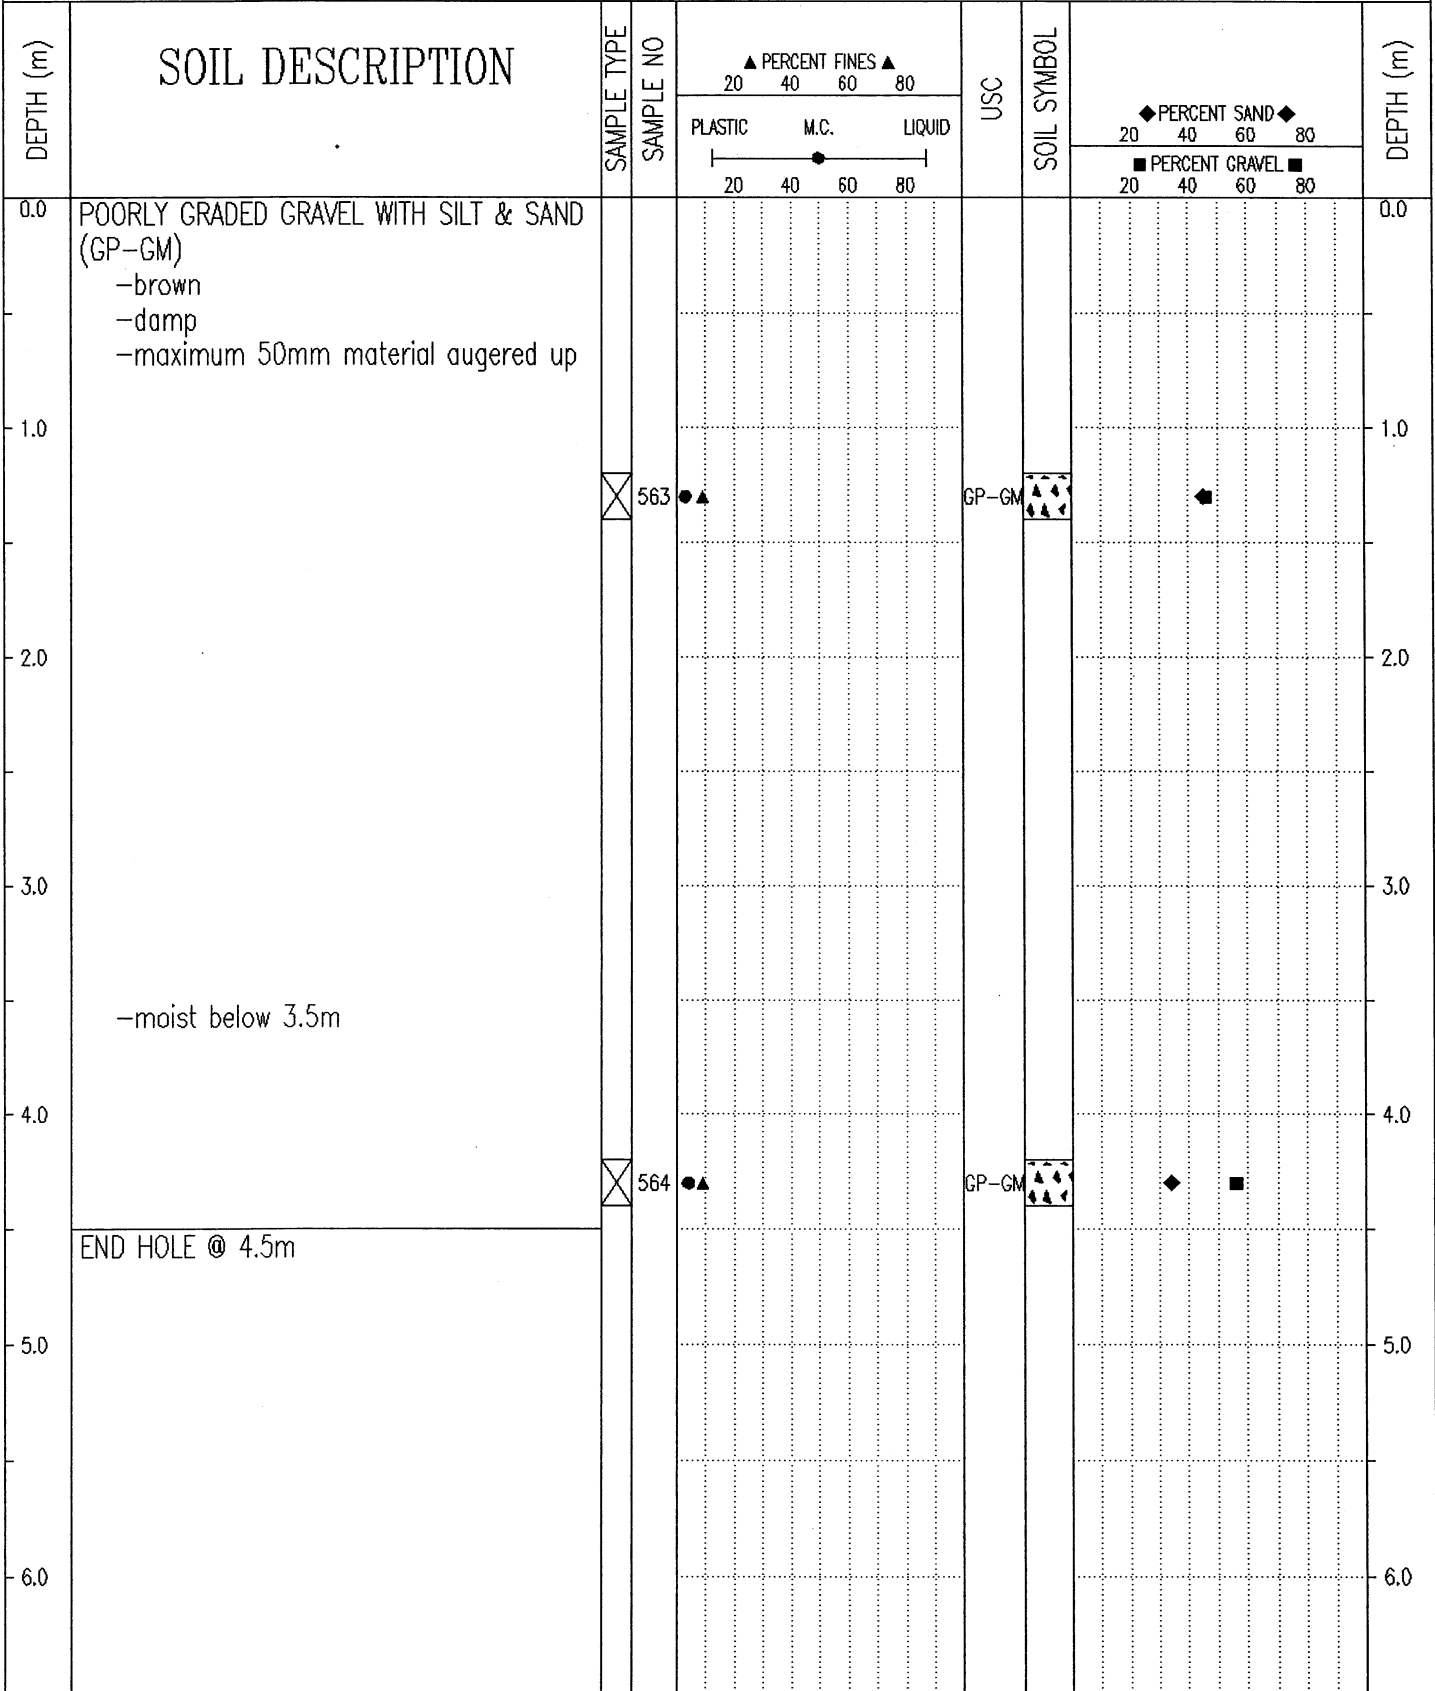 DEPTH (m)
SOIL DESCRIPTION
SAMPLE TYPE
SAMPLE NO
▲ PERCENT FINES ▲
20 40 60 80
PLASTIC M.C. LIQUID
20 40 60 80
USC
SOIL SYMBOL
◆PERCENT SAND◆
20 40 60 80
■ PERCENT GRAVEL ■
20 40 60 80
DEPTH (m)
0.0 POORLY GRADED GRAVEL WITH SILT & SAND 0.0
(GP-GM)
-brown
-damp
-maximum 50mm material augered up
1.0 1.0
563 GP-GM
2.0 2.0
3.0 3.0
-moist below 3.5m
4.0 4.0
564 GP-GM
END HOLE @ 4.5m
5.0 5.0
6.0 6.0